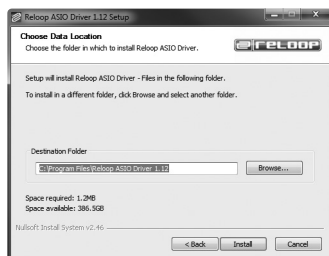 Reloop ASIO Driver 1.12 Setup
Choose Data Location
Choose the folder in which to install Reloop ASIO Driver.
reloop
Setup will install Reloop ASIO Driver - Files in the following folder.
To install in a different folder, click Browse and select another folder.
Destination Folder
C:\Program Files\Reloop ASIO Driver 1.12
Browse...
Space required: 1.2MB
Space available: 386.5GB
Nullsoft Install System v2.46
< Back
Install
Cancel